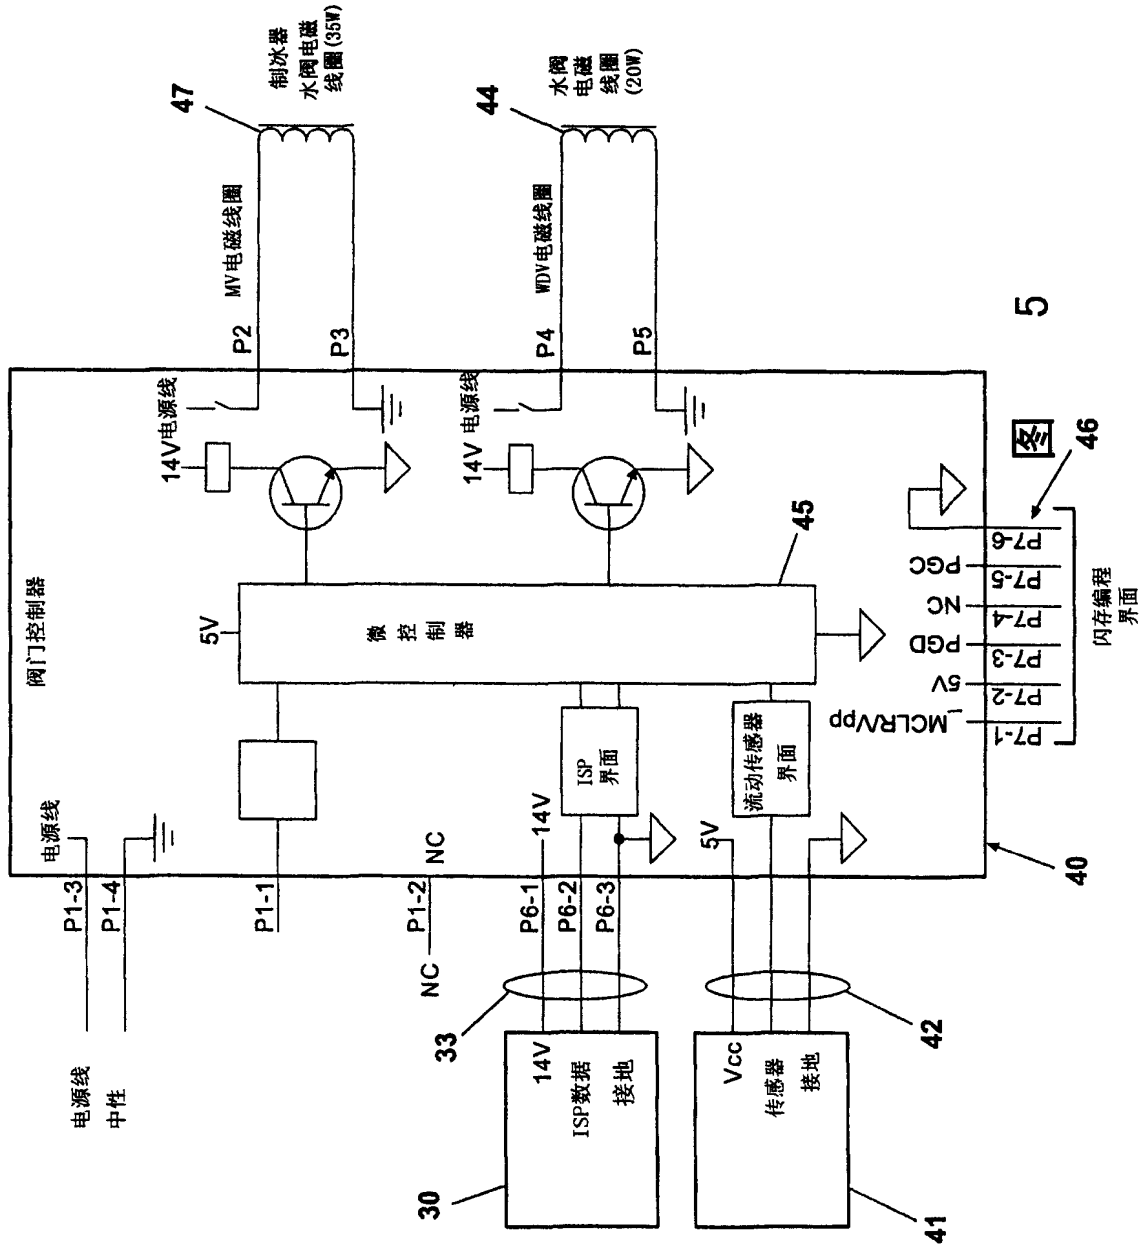 阀门控制器
电源线
中性
P1-3
P1-4
电源线
P1-1
NC
P1-2
NC
33
30
14V
ISP数据
接地
P6-1
P6-2
P6-3
14V
ISP
界面
41
Vcc
传感器
接地
42
5V
流动传感器
界面
40
5V
微控制器
45
14V
电源线
P2
P3
MV电磁线圈
47
制冰器
水阀电磁
线圈(35W)
14V
电源线
P4
P5
WDV电磁线圈
44
水阀
电磁
线圈
(20W)
MCLR/Vpp
5V
PGD
NC
PGC
P7-1
P7-2
P7-3
P7-4
P7-5
P7-6
闪存编程
界面
46
图 5